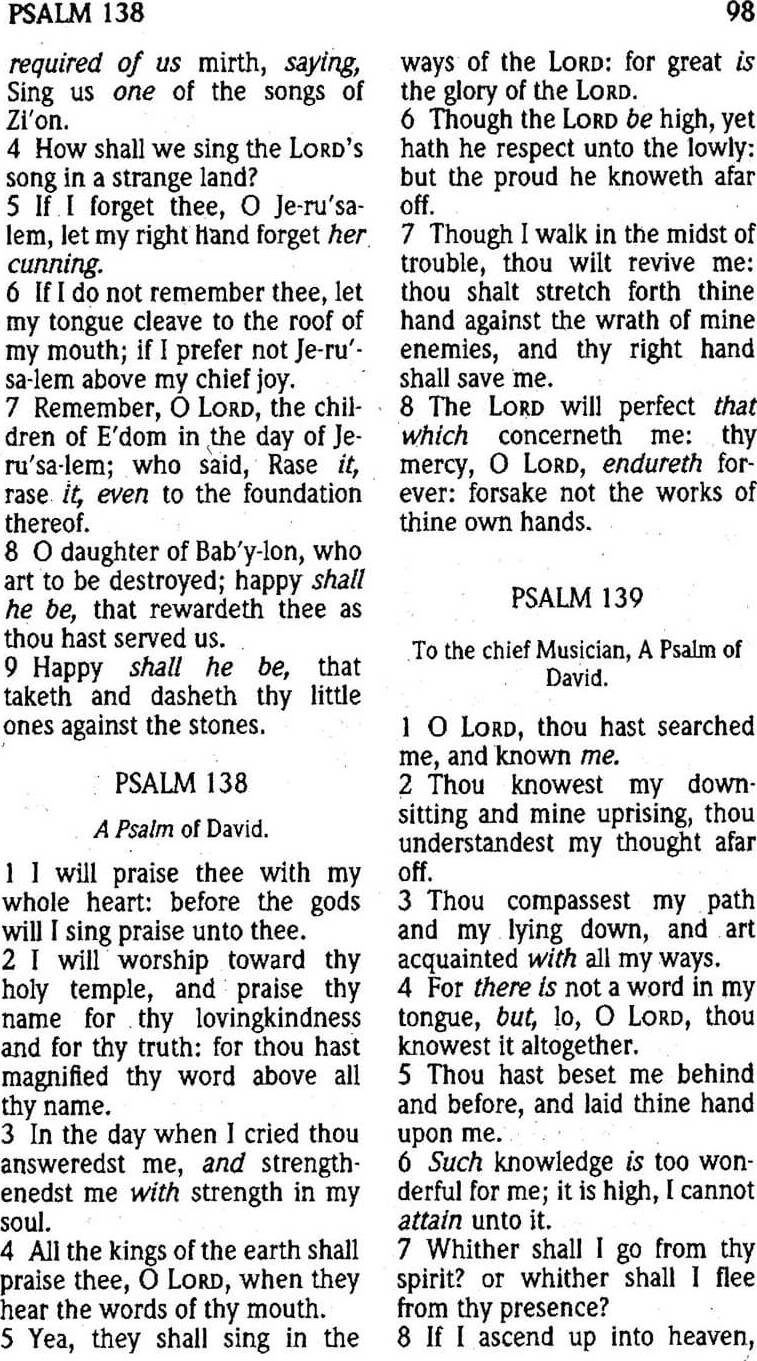 PSALM 138
98
required of us mirth, saying,
Sing us one of the songs of
Zi'on.
4 How shall we sing the LORD's
song in a strange land?
5 If I forget thee, O Je-ru'sa-
lem, let my right hand forget her
cunning.
6 If I do not remember thee, let
my tongue cleave to the roof of
my mouth; if I prefer not Je-ru'-
sa-lem above my chief joy.
7 Remember, O LORD, the chil-
dren of E'dom in the day of Je-
ru'sa-lem; who said, Rase it,
rase it, even to the foundation
thereof.
8 O daughter of Bab'y-lon, who
art to be destroyed; happy shall
he be, that rewardeth thee as
thou hast served us.
9 Happy shall he be, that
taketh and dasheth thy little
ones against the stones.
PSALM 138
A Psalm of David.
1 I will praise thee with my
whole heart: before the gods
will I sing praise unto thee.
2 I will worship toward thy
holy temple, and praise thy
name for thy lovingkindness
and for thy truth: for thou hast
magnified thy word above all
thy name.
3 In the day when I cried thou
answeredst me, and strength-
enedst me with strength in my
soul.
4 All the kings of the earth shall
praise thee, O LORD, when they
hear the words of thy mouth.
5 Yea, they shall sing in the
ways of the LORD: for great is
the glory of the LORD.
6 Though the LORD be high, yet
hath he respect unto the lowly:
but the proud he knoweth afar
off.
7 Though I walk in the midst of
trouble, thou wilt revive me:
thou shalt stretch forth thine
hand against the wrath of mine
enemies, and thy right hand
shall save me.
8 The LORD will perfect that
which concerneth me: thy
mercy, O LORD, endureth for-
ever: forsake not the works of
thine own hands.
PSALM 139
To the chief Musician, A Psalm of
David.
1 O LORD, thou hast searched
me, and known me.
2 Thou knowest my down-
sitting and mine uprising, thou
understandest my thought afar
off.
3 Thou compassest my path
and my lying down, and art
acquainted with all my ways.
4 For there is not a word in my
tongue, but, lo, O LORD, thou
knowest it altogether.
5 Thou hast beset me behind
and before, and laid thine hand
upon me.
6 Such knowledge is too won-
derful for me; it is high, I cannot
attain unto it.
7 Whither shall I go from thy
spirit? or whither shall I flee
from thy presence?
8 If I ascend up into heaven,